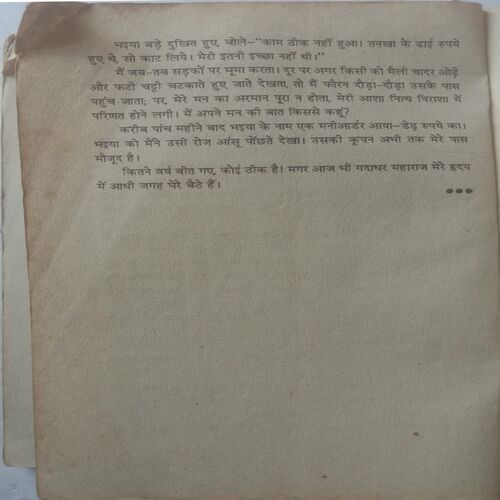 भइया बड़े दुखित हुए, बोले–"काम ठीक नहीं हुआ। तनखा के ढाई रुपये
हुए थे, सो काट लिये। मेरी इतनी इच्छा नहीं थी।"
मैं जब-तब सड़कों पर घूमा करता। दूर पर अगर किसी को मैली चादर ओढ़े
और फटी चट्टी चटकाते हुए जाते देखता, तो मैं फौरन दौड़ा-दौड़ा उसके पास
पहुंच जाता; पर, मेरे मन का अरमान पूरा न होता, मेरी आशा नित्य निराशा में
परिणत होने लगी। मैं अपने मन की बात किससे कहूं?
करीब पांच महीने बाद भइया के नाम एक मनीआर्डर आया–डेढ़ रुपये का।
भइया को मैंने उसी रोज आंसू पोंछते देखा। उसकी कूपन अभी तक मेरे पास
मौजूद है।
कितने वर्ष बीत गए, कोई ठीक है! मगर आज भी गदाधर महाराज मेरे हृदय
में आधी जगह घेरे बैठे हैं।
●●●